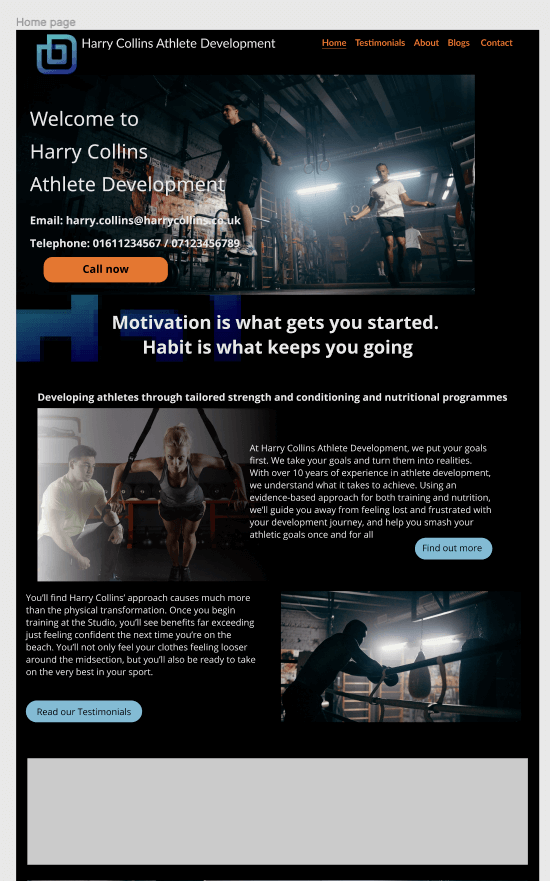 Home page
Harry Collins Athlete Development
Home Testimonials About Blogs Contact
Welcome to
Harry Collins
Athlete Development
Email: harry.collins@harrycollins.co.uk
Telephone: 01611234567 / 07123456789
Call now
Motivation is what gets you started.
Habit is what keeps you going
Developing athletes through tailored strength and conditioning and nutritional programmes
At Harry Collins Athlete Development, we put your goals
first. We take your goals and turn them into realities.
With over 10 years of experience in athlete development,
we understand what it takes to achieve. Using an
evidence-based approach for both training and nutrition,
we'll guide you away from feeling lost and frustrated with
your development journey, and help you smash your
athletic goals once and for all
Find out more
You'll find Harry Collins' approach causes much more
than the physical transformation. Once you begin
training at the Studio, you'll see benefits far exceeding
just feeling confident the next time you're on the
beach. You'll not only feel your clothes feeling looser
around the midsection, but you'll also be ready to take
on the very best in your sport.
Read our Testimonials